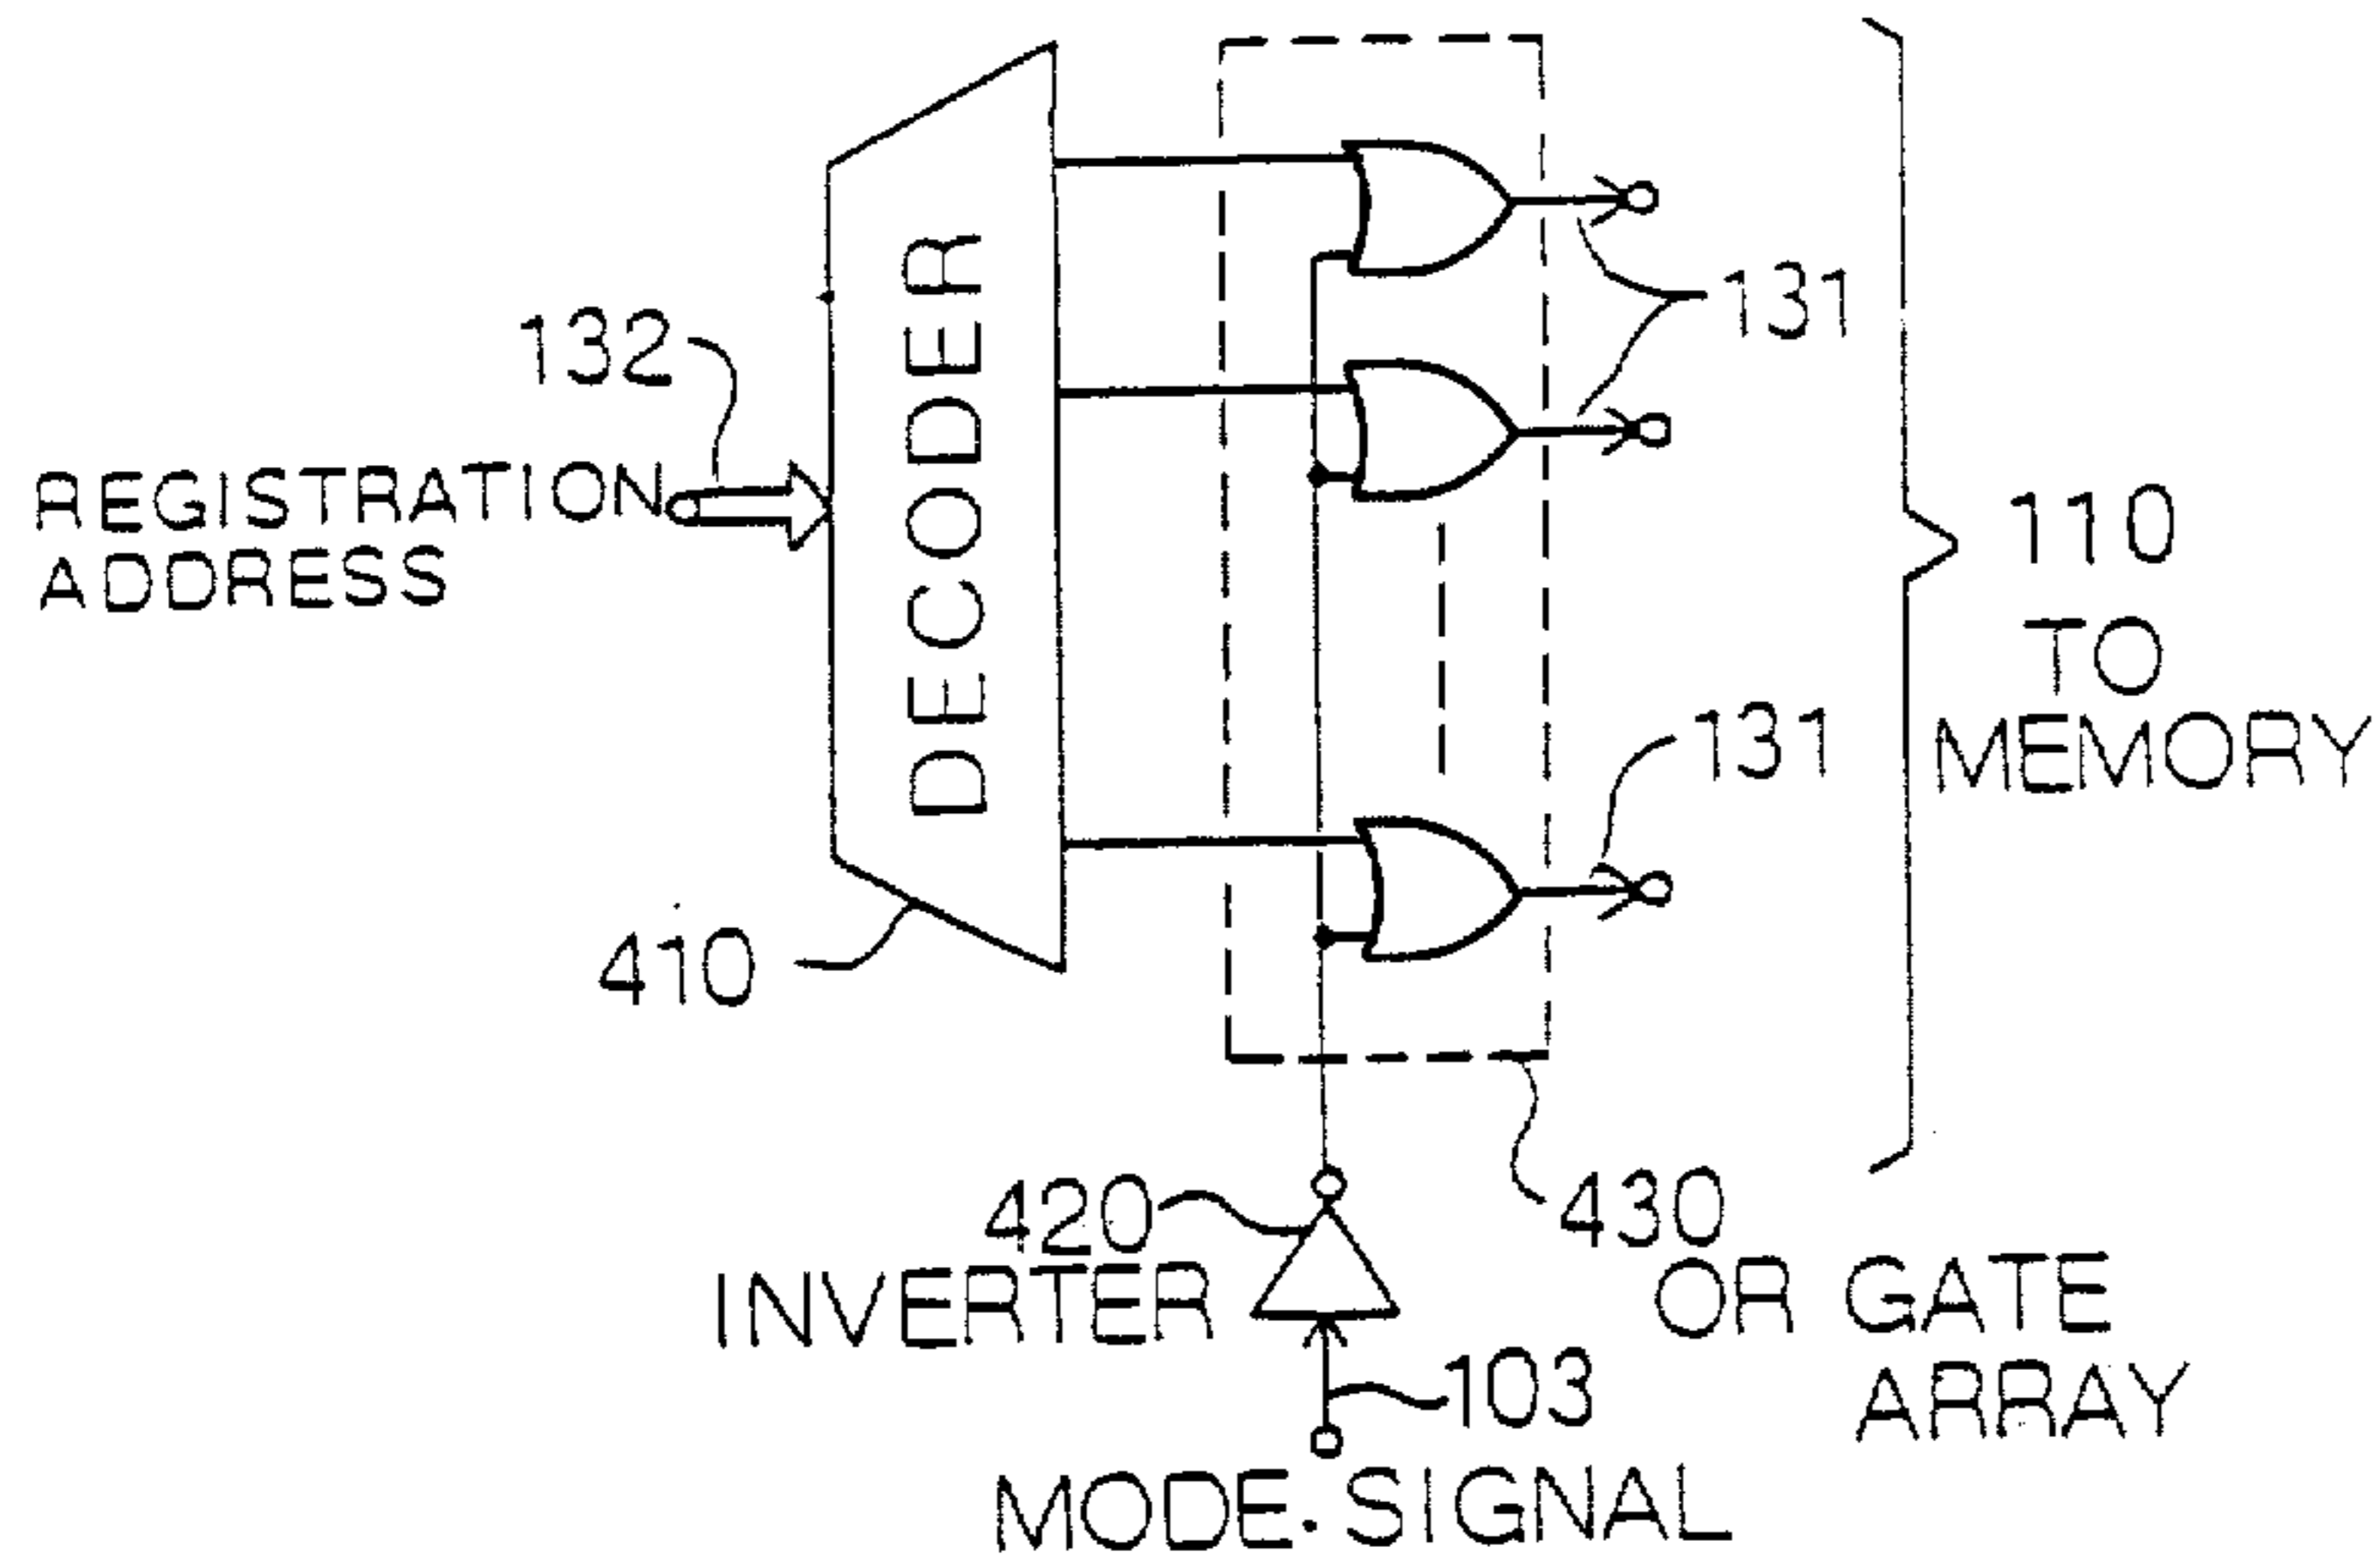 132
REGISTRATION
ADDRESS
DECODER
410
131
131
110
TO
MEMORY
420
INVERTER
430
OR GATE
ARRAY
103
MODE·SIGNAL